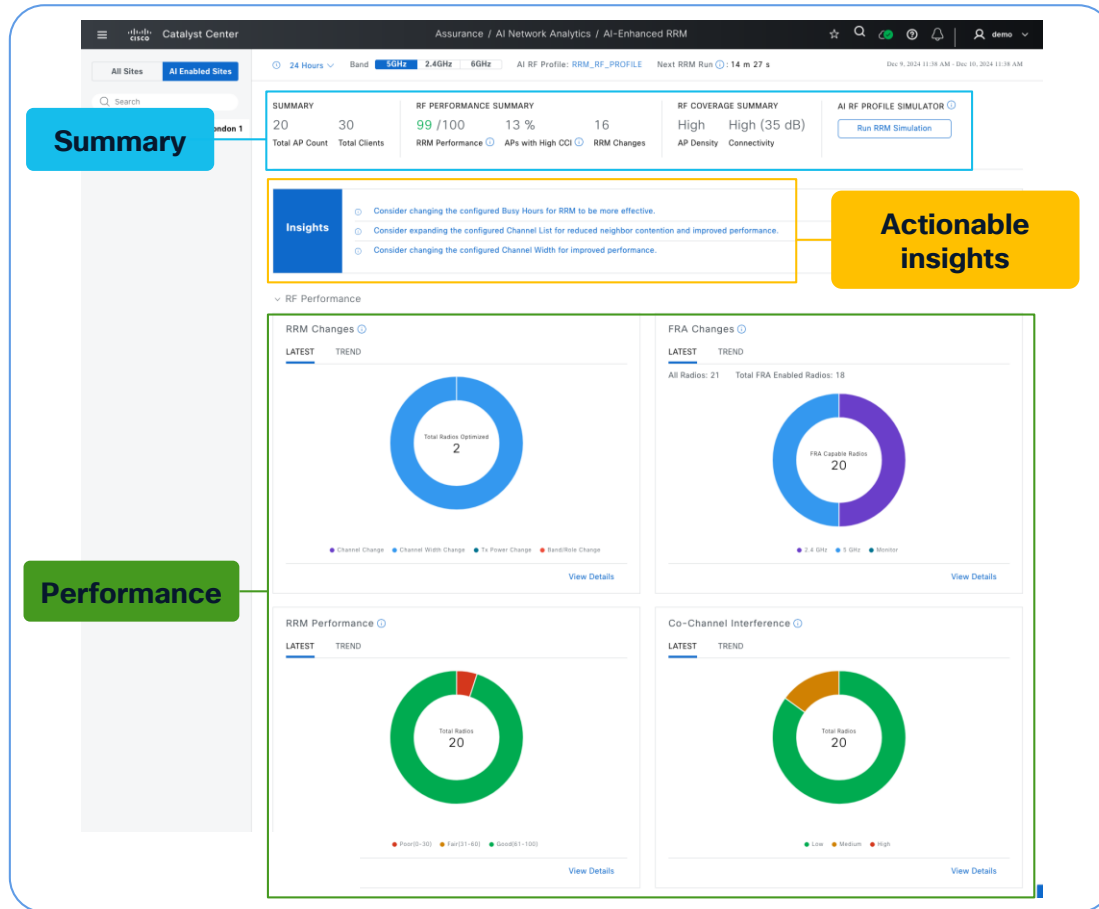 cisco Catalyst Center
Assurance / AI Network Analytics / AI-Enhanced RRM
demo
All Sites AI Enabled Sites
24 Hours Band 5GHz 2.4GHz 6GHz AI RF Profile: RRM_RF_PROFILE Next RRM Run : 14 m 27 s
Dec 9, 2024 11:38 AM - Dec 10, 2024 11:38 AM
Search
ondon 1
Summary
SUMMARY RF PERFORMANCE SUMMARY RF COVERAGE SUMMARY AI RF PROFILE SIMULATOR
20 30 99 /100 13 % 16 High High (35 dB) Run RRM Simulation
Total AP Count Total Clients RRM Performance APs with High CCI RRM Changes AP Density Connectivity
Insights
Consider changing the configured Busy Hours for RRM to be more effective.
Consider expanding the configured Channel List for reduced neighbor contention and improved performance.
Consider changing the configured Channel Width for improved performance.
Actionable
insights
RF Performance
Performance
RRM Changes
LATEST TREND
Total Radios Optimized
2
Channel Change Channel Width Change Tx Power Change Band/Role Change
View Details
FRA Changes
LATEST TREND
All Radios: 21 Total FRA Enabled Radios: 18
FRA Capable Radios
20
2.4 GHz 5 GHz Monitor
View Details
RRM Performance
LATEST TREND
Total Radios
20
Poor(0-30) Fair(31-60) Good(61-100)
View Details
Co-Channel Interference
LATEST TREND
Total Radios
20
Low Medium High
View Details